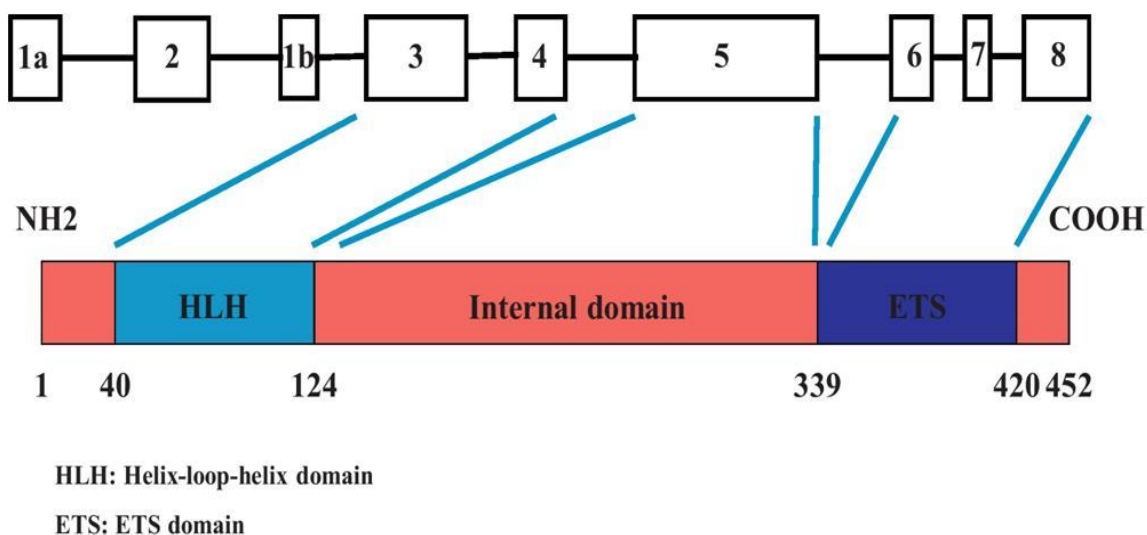 1a 2 1b 3 4 5 6 7 8
NH2 COOH
HLH Internal domain ETS
1 40 124 339 420 452
HLH: Helix-loop-helix domain
ETS: ETS domain